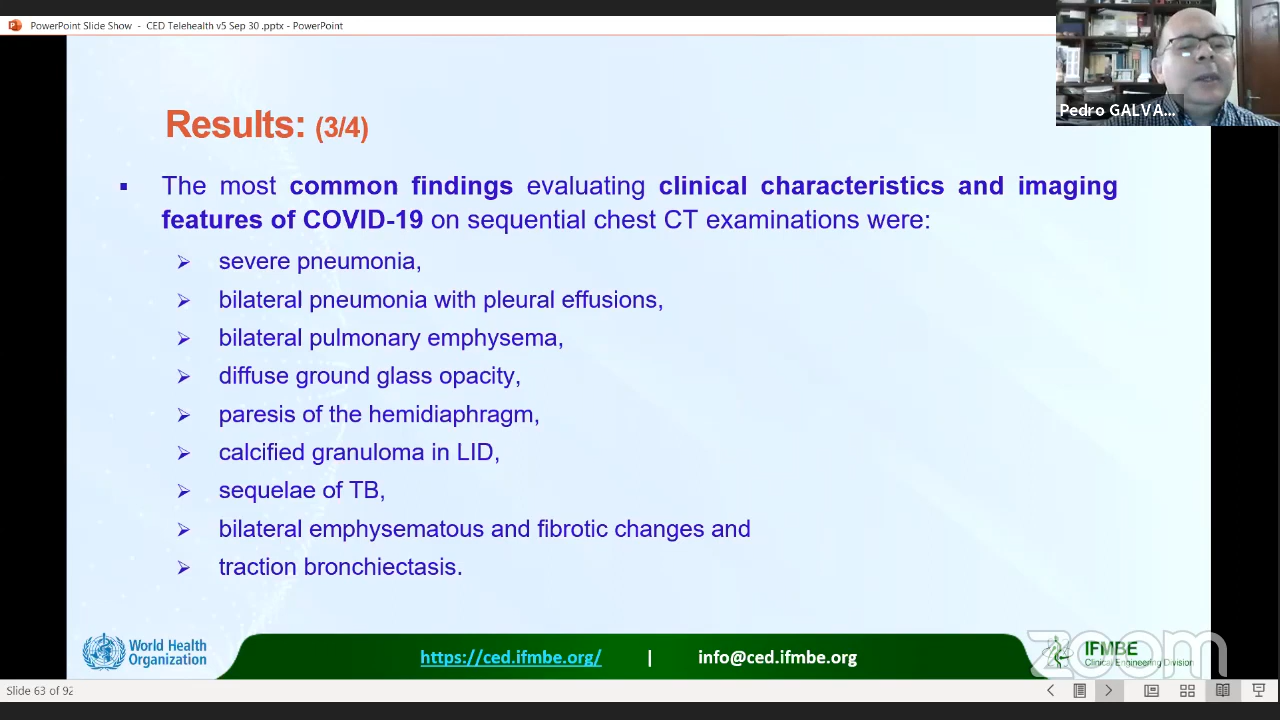 PowerPoint Slide Show - CED Telehealth v5 Sep 30 .pptx - PowerPoint
Pedro GALVA...
Results: (3/4)
The most common findings evaluating clinical characteristics and imaging
features of COVID-19 on sequential chest CT examinations were:
severe pneumonia,
bilateral pneumonia with pleural effusions,
bilateral pulmonary emphysema,
diffuse ground glass opacity,
paresis of the hemidiaphragm,
calcified granuloma in LID,
sequelae of TB,
bilateral emphysematous and fibrotic changes and
traction bronchiectasis.
World Health
Organization
https://ced.ifmbe.org/ | info@ced.ifmbe.org
zoom
IFMBE
Clinical Engineering Division
Slide 63 of 92